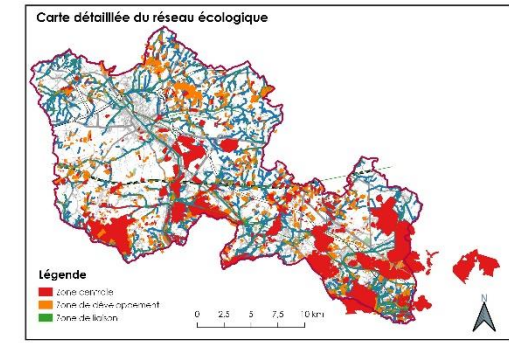 Carte détailllée du réseau écologique
Légende
Zone centrale
Zone de développement
Zone de liaison
0 2,5 5 7,5 10 km
N